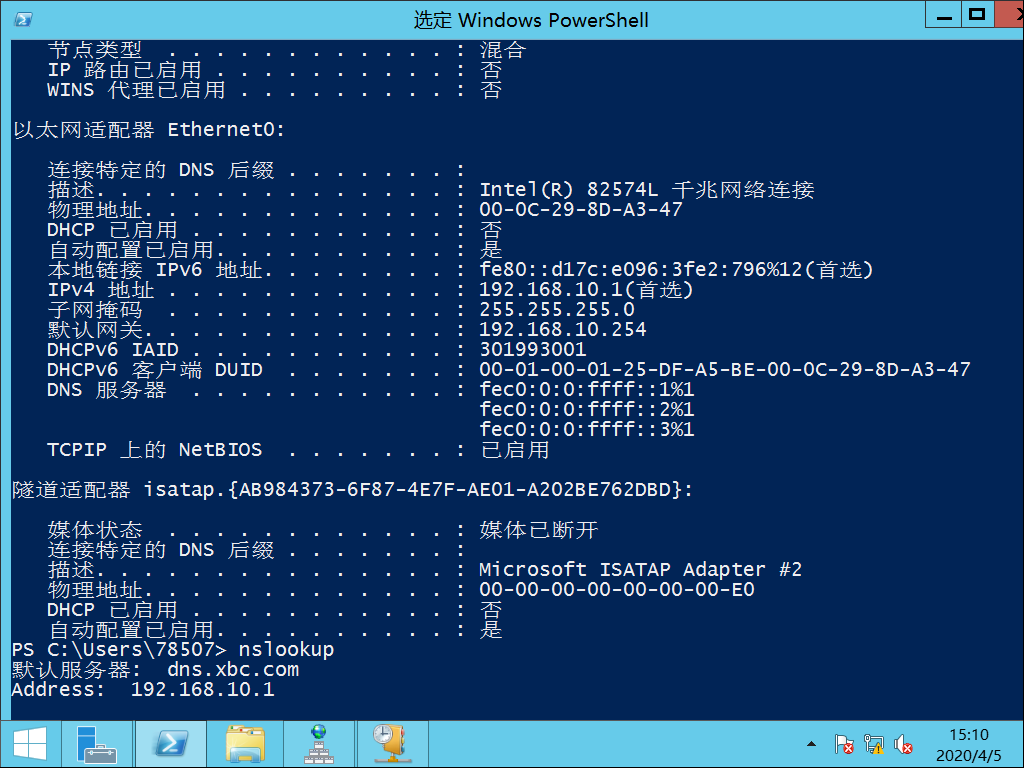 选定 Windows PowerShell
节点类型 . . . . . . . . . . . . : 混合
IP 路由已启用 . . . . . . . . . . : 否
WINS 代理已启用 . . . . . . . . . : 否
以太网适配器 Ethernet0:
连接特定的 DNS 后缀 . . . . . . . :
描述. . . . . . . . . . . . . . . : Intel(R) 82574L 千兆网络连接
物理地址. . . . . . . . . . . . . : 00-0C-29-8D-A3-47
DHCP 已启用 . . . . . . . . . . . : 否
自动配置已启用. . . . . . . . . . : 是
本地链接 IPv6 地址. . . . . . . . : fe80::d17c:e096:3fe2:796%12(首选)
IPv4 地址 . . . . . . . . . . . . : 192.168.10.1(首选)
子网掩码 . . . . . . . . . . . . : 255.255.255.0
默认网关. . . . . . . . . . . . . : 192.168.10.254
DHCPv6 IAID . . . . . . . . . . . : 301993001
DHCPv6 客户端 DUID . . . . . . . : 00-01-00-01-25-DF-A5-BE-00-0C-29-8D-A3-47
DNS 服务器 . . . . . . . . . . . : fec0:0:0:ffff::1%1
fec0:0:0:ffff::2%1
fec0:0:0:ffff::3%1
TCPIP 上的 NetBIOS . . . . . . . : 已启用
隧道适配器 isatap.{AB984373-6F87-4E7F-AE01-A202BE762DBD}:
媒体状态 . . . . . . . . . . . . : 媒体已断开
连接特定的 DNS 后缀 . . . . . . . :
描述. . . . . . . . . . . . . . . : Microsoft ISATAP Adapter #2
物理地址. . . . . . . . . . . . . : 00-00-00-00-00-00-00-E0
DHCP 已启用 . . . . . . . . . . . : 否
自动配置已启用. . . . . . . . . . : 是
PS C:\Users\78507> nslookup
默认服务器: dns.xbc.com
Address: 192.168.10.1
15:10
2020/4/5